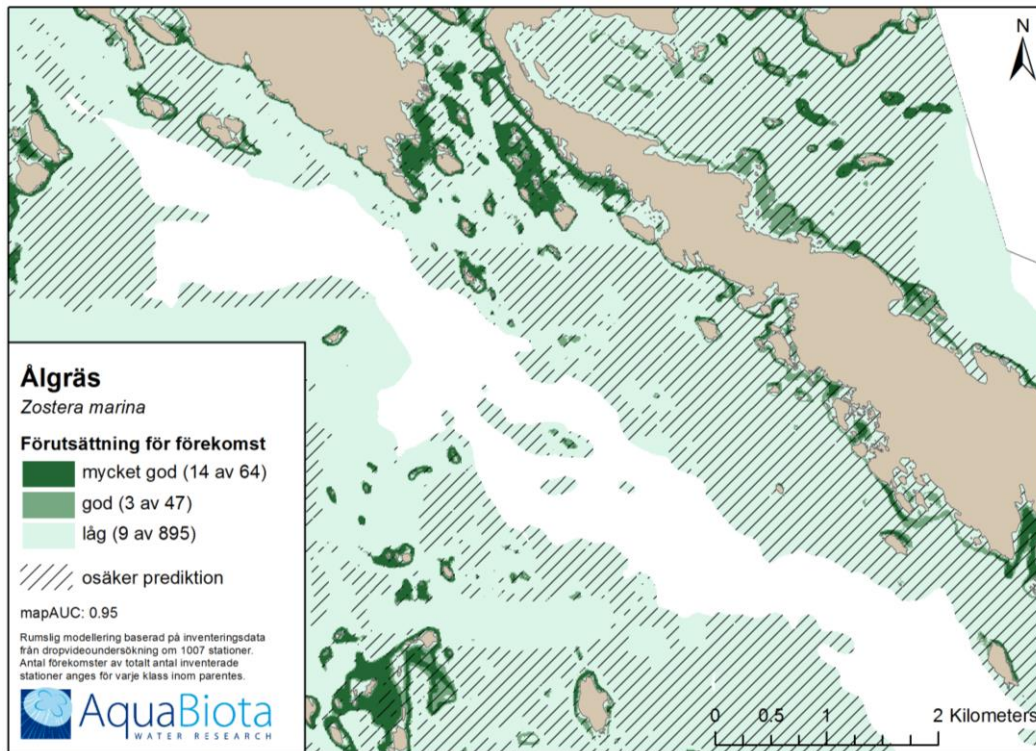 N
Ålgräs
Zostera marina
Förutsättning för förekomst
mycket god (14 av 64)
god (3 av 47)
låg (9 av 895)
osäker prediktion
mapAUC: 0.95
Rumslig modellering baserad på inventeringsdata
från dropvideoundersökning om 1007 stationer.
Antal förekomster av totalt antal inventerade
stationer anges för varje klass inom parentes.
AquaBiota
WATER RESEARCH
0 0.5 1 2 Kilometers